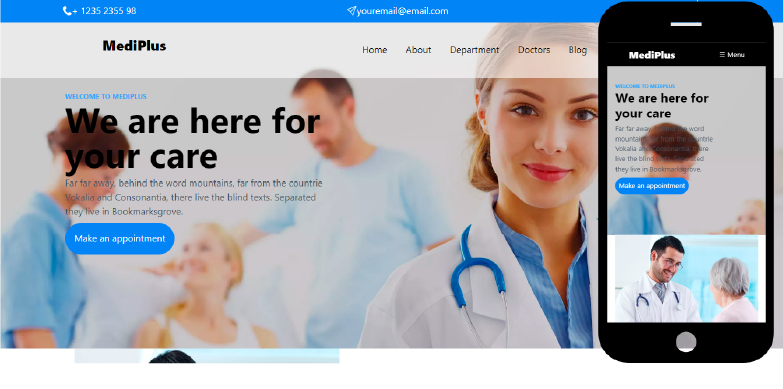 + 1235 2355 98
youremail@email.com
MediPlus
Home About Department Doctors Blog
WELCOME TO MEDIPLUS
We are here for
your care
Far far away, behind the word mountains, far from the countrie
Vokalia and Consonantia, there live the blind texts. Separated
they live in Bookmarksgrove.
Make an appointment
MediPlus
☰ Menu
WELCOME TO MEDIPLUS
We are here for
your care
Far far away, the word
mountains, far from the countrie
Vokalia and Consonantia, there
live the blind texts. Separated
they live in Bookmarksgrove.
Make an appointment